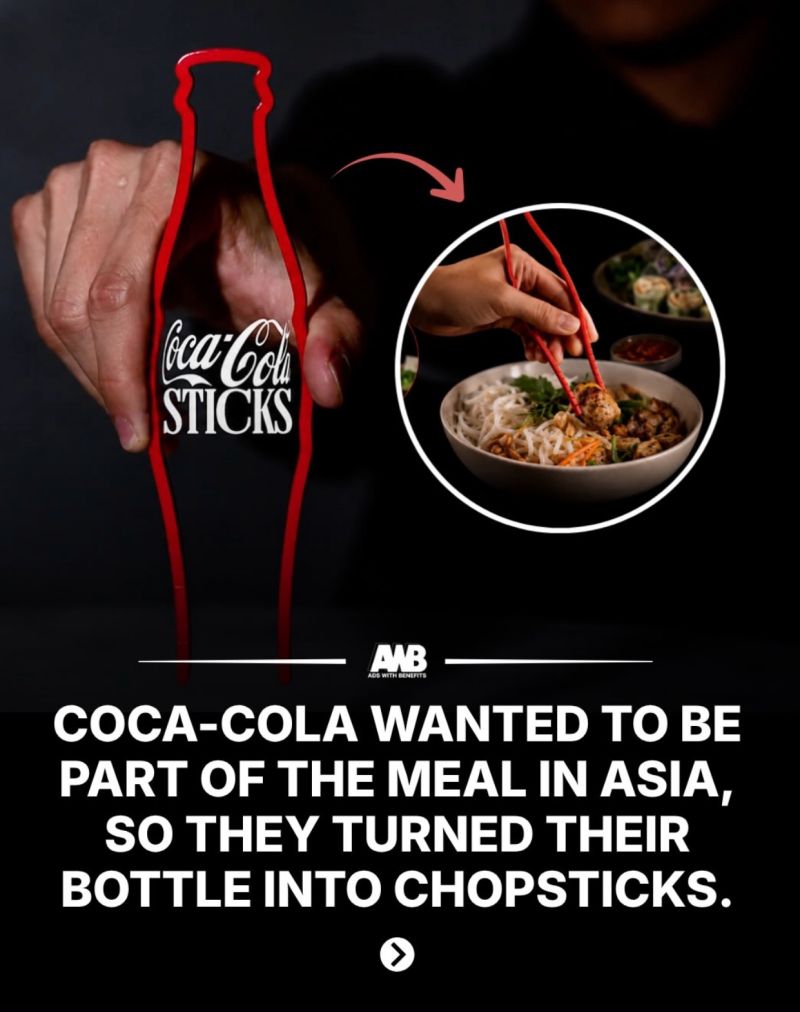 Coca-Cola
STICKS
AWB
ADS WITH BENEFITS
COCA-COLA WANTED TO BE
PART OF THE MEAL IN ASIA,
SO THEY TURNED THEIR
BOTTLE INTO CHOPSTICKS.